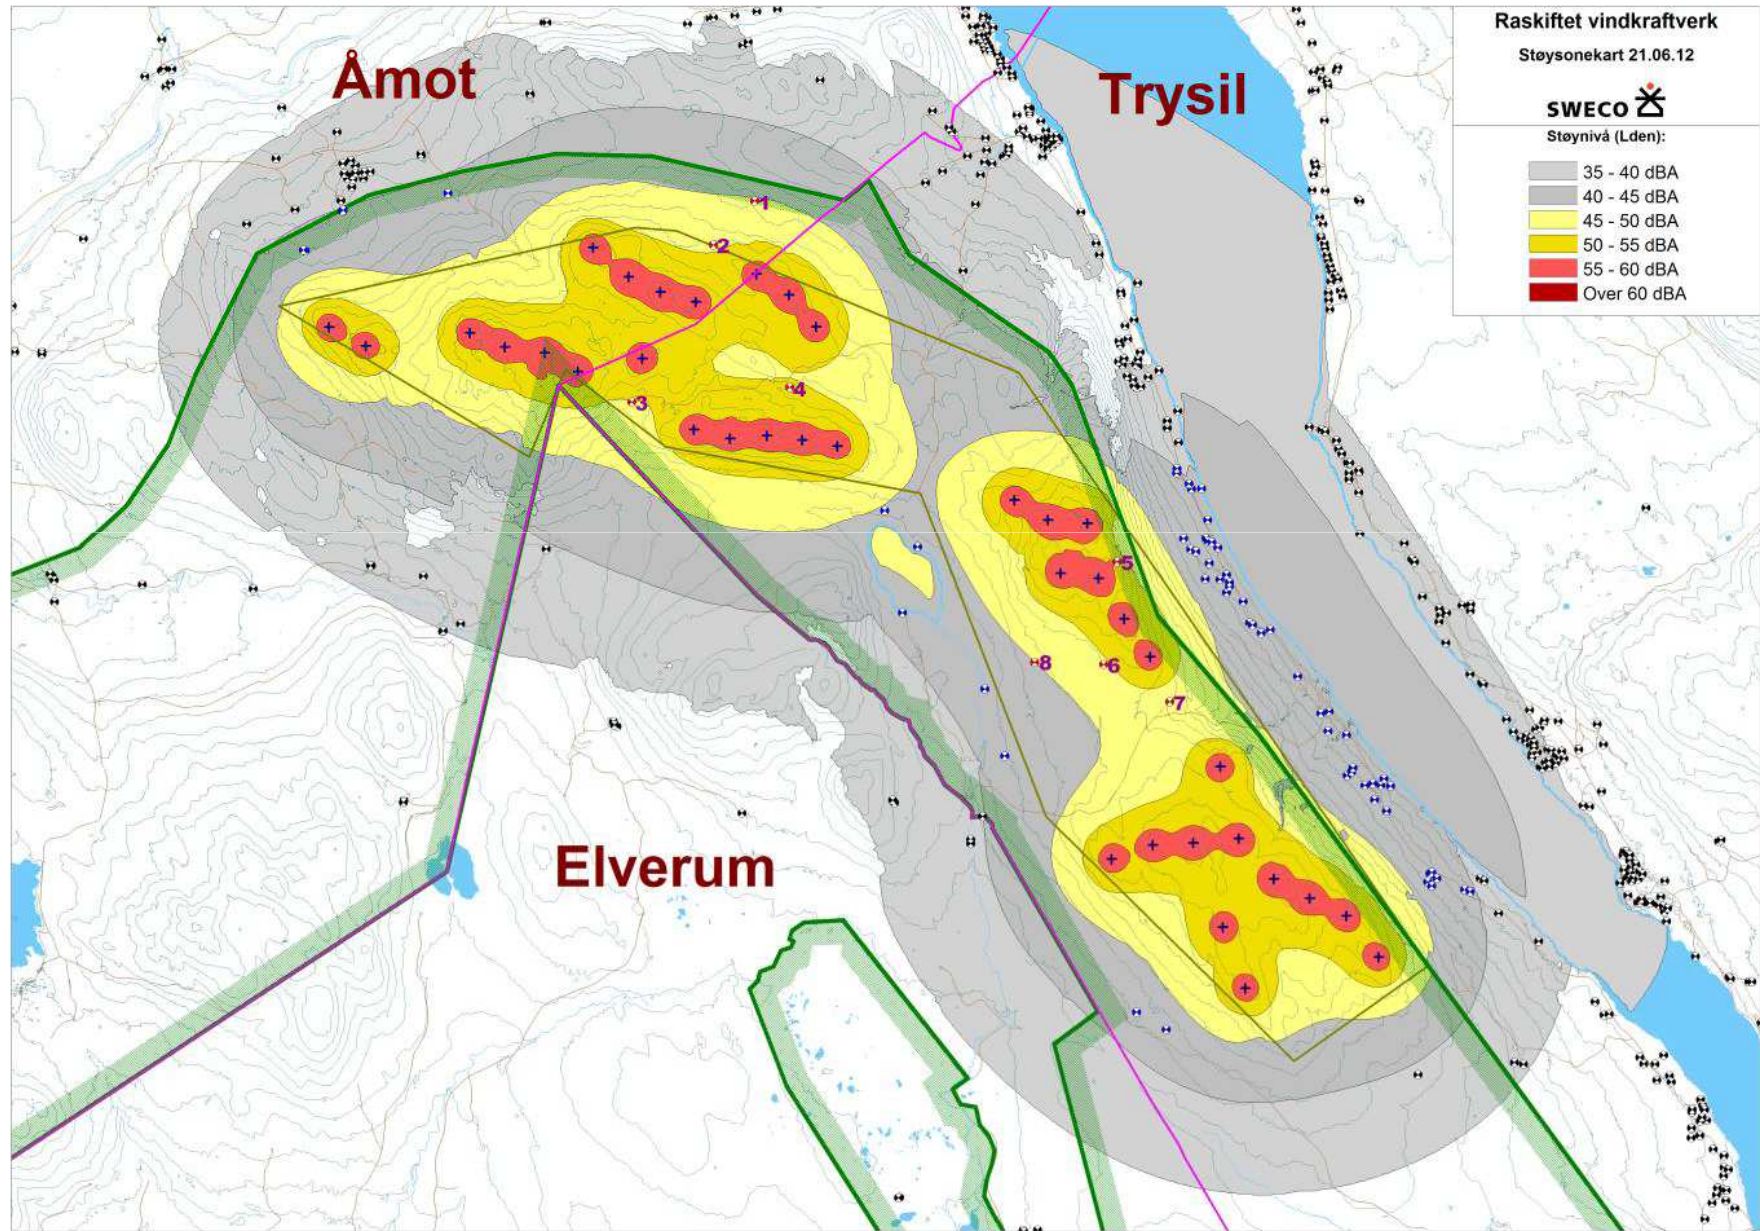 Raskiftet vindkraftverk
Støysonekart 21.06.12
SWECO
Støynivå (Lden):
35 - 40 dBA
40 - 45 dBA
45 - 50 dBA
50 - 55 dBA
55 - 60 dBA
Over 60 dBA
Åmot
Trysil
1
2
4
3
5
8
6
7
Elverum